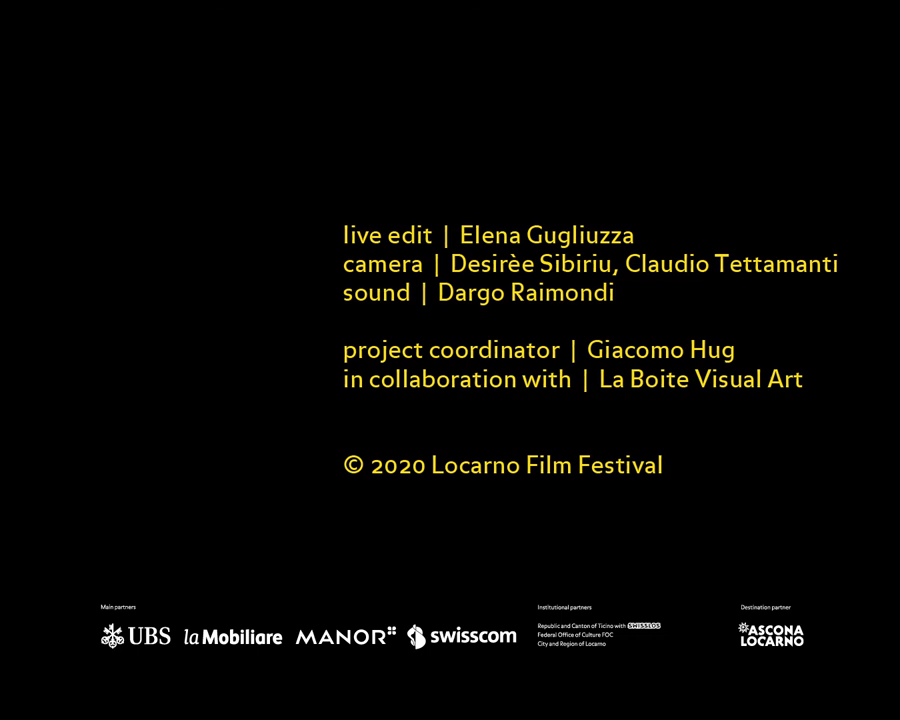 live edit | Elena Gugliuzza
camera | Desirèe Sibiriu, Claudio Tettamanti
sound | Dargo Raimondi
project coordinator | Giacomo Hug
in collaboration with | La Boite Visual Art
© 2020 Locarno Film Festival
Main partners
UBS la Mobiliare MANOR swisscom
Institutional partners
Republic and Canton of Ticino with SWISSLOS
Federal Office of Culture FOC
City and Region of Locarno
Destination partner
ASCONA
LOCARNO